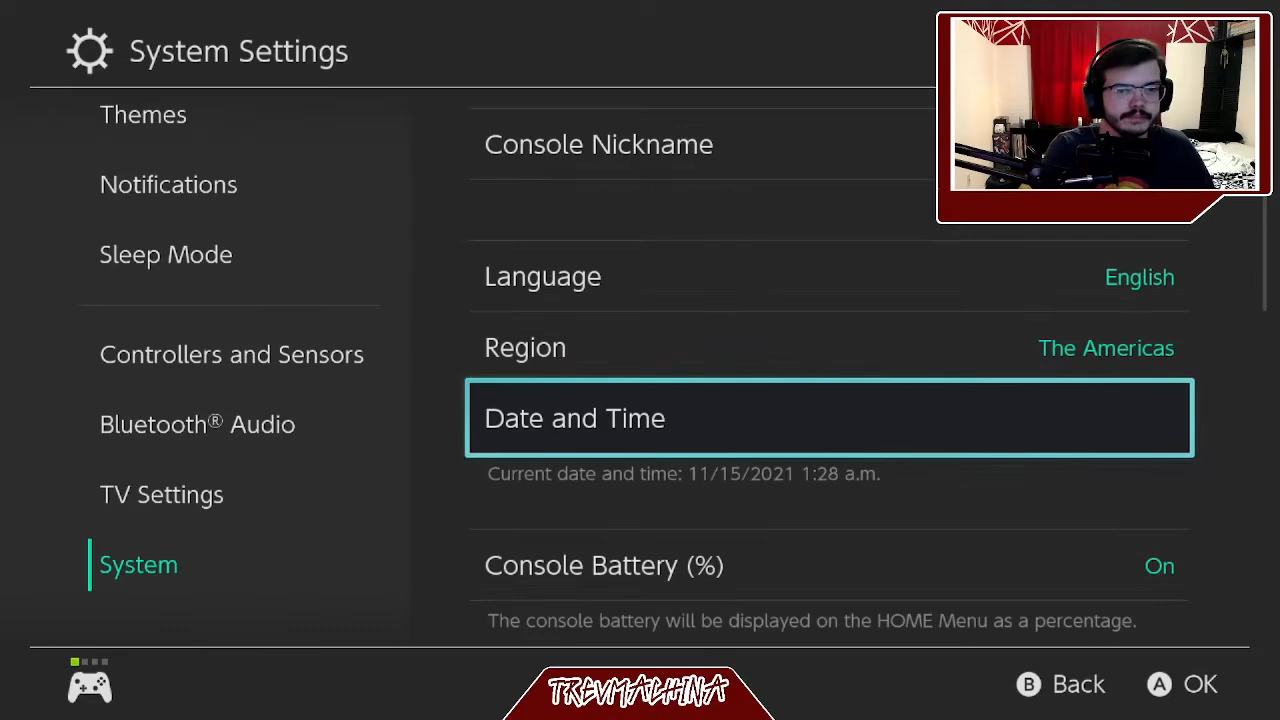 System Settings
Themes
Notifications
Sleep Mode
Controllers and Sensors
Bluetooth® Audio
TV Settings
System
Console Nickname
Language English
Region The Americas
Date and Time
Current date and time: 11/15/2021 1:28 a.m.
Console Battery (%) On
The console battery will be displayed on the HOME Menu as a percentage.
TREVMACHINA
B Back A OK